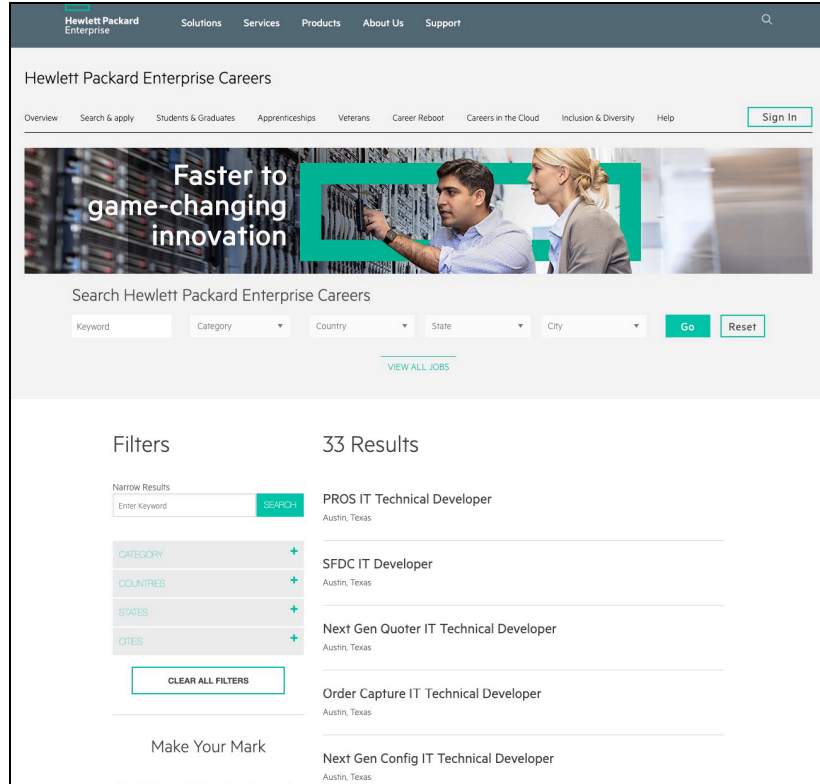 Hewlett Packard
Enterprise
Solutions Services Products About Us Support
Hewlett Packard Enterprise Careers
Overview Search & apply Students & Graduates Apprenticeships Veterans Career Reboot Careers in the Cloud Inclusion & Diversity Help Sign In
Faster to
game-changing
innovation
Search Hewlett Packard Enterprise Careers
Keyword Category Country State City Go Reset
VIEW ALL JOBS
Filters
Narrow Results
Enter Keyword SEARCH
CATEGORY +
COUNTRIES +
STATES +
CITIES +
CLEAR ALL FILTERS
Make Your Mark
33 Results
PROS IT Technical Developer
Austin, Texas
SFDC IT Developer
Austin, Texas
Next Gen Quoter IT Technical Developer
Austin, Texas
Order Capture IT Technical Developer
Austin, Texas
Next Gen Config IT Technical Developer
Austin, Texas